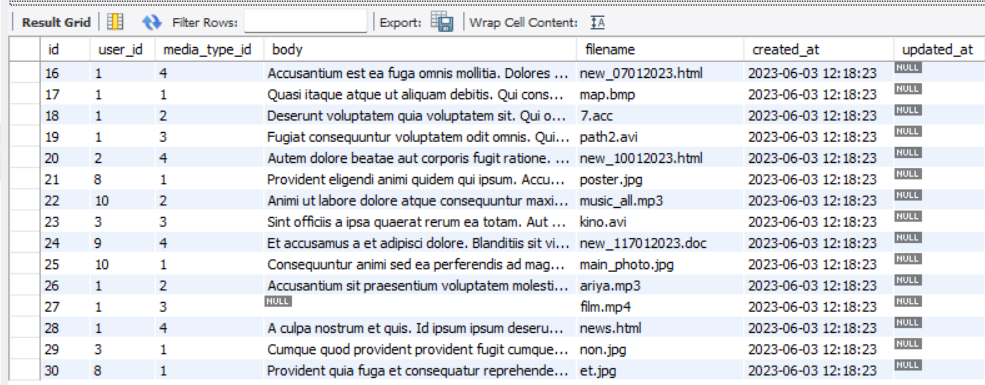 Result Grid Filter Rows: Export: Wrap Cell Content: IA
id user_id media_type_id body filename created_at updated_at
16 1 4 Accusantium est ea fuga omnis mollitia. Dolores ... new_07012023.html 2023-06-03 12:18:23 NULL
17 1 1 Quasi itaque atque ut aliquam debitis. Qui cons... map.bmp 2023-06-03 12:18:23 NULL
18 1 2 Deserunt voluptatem quia voluptatem sit. Qui o... 7.acc 2023-06-03 12:18:23 NULL
19 1 3 Fugiat consequuntur voluptatem odit omnis. Qui... path2.avi 2023-06-03 12:18:23 NULL
20 2 4 Autem dolore beatae aut corporis fugit ratione. ... new_10012023.html 2023-06-03 12:18:23 NULL
21 8 1 Provident eligendi animi quidem qui ipsum. Accu... poster.jpg 2023-06-03 12:18:23 NULL
22 10 2 Animi ut labore dolore atque consequuntur maxi... music_all.mp3 2023-06-03 12:18:23 NULL
23 3 3 Sint officiis a ipsa quaerat rerum ea totam. Aut ... kino.avi 2023-06-03 12:18:23 NULL
24 9 4 Et accusamus a et adipisci dolore. Blanditiis sit vi... new_117012023.doc 2023-06-03 12:18:23 NULL
25 10 1 Consequuntur animi sed ea perferendis ad mag... main_photo.jpg 2023-06-03 12:18:23 NULL
26 1 2 Accusantium sit praesentium voluptatem molesti... ariya.mp3 2023-06-03 12:18:23 NULL
27 1 3 NULL film.mp4 2023-06-03 12:18:23 NULL
28 1 4 A culpa nostrum et quis. Id ipsum ipsum deseru... news.html 2023-06-03 12:18:23 NULL
29 3 1 Cumque quod provident provident fugit cumque... non.jpg 2023-06-03 12:18:23 NULL
30 8 1 Provident quia fuga et consequatur reprehende... et.jpg 2023-06-03 12:18:23 NULL